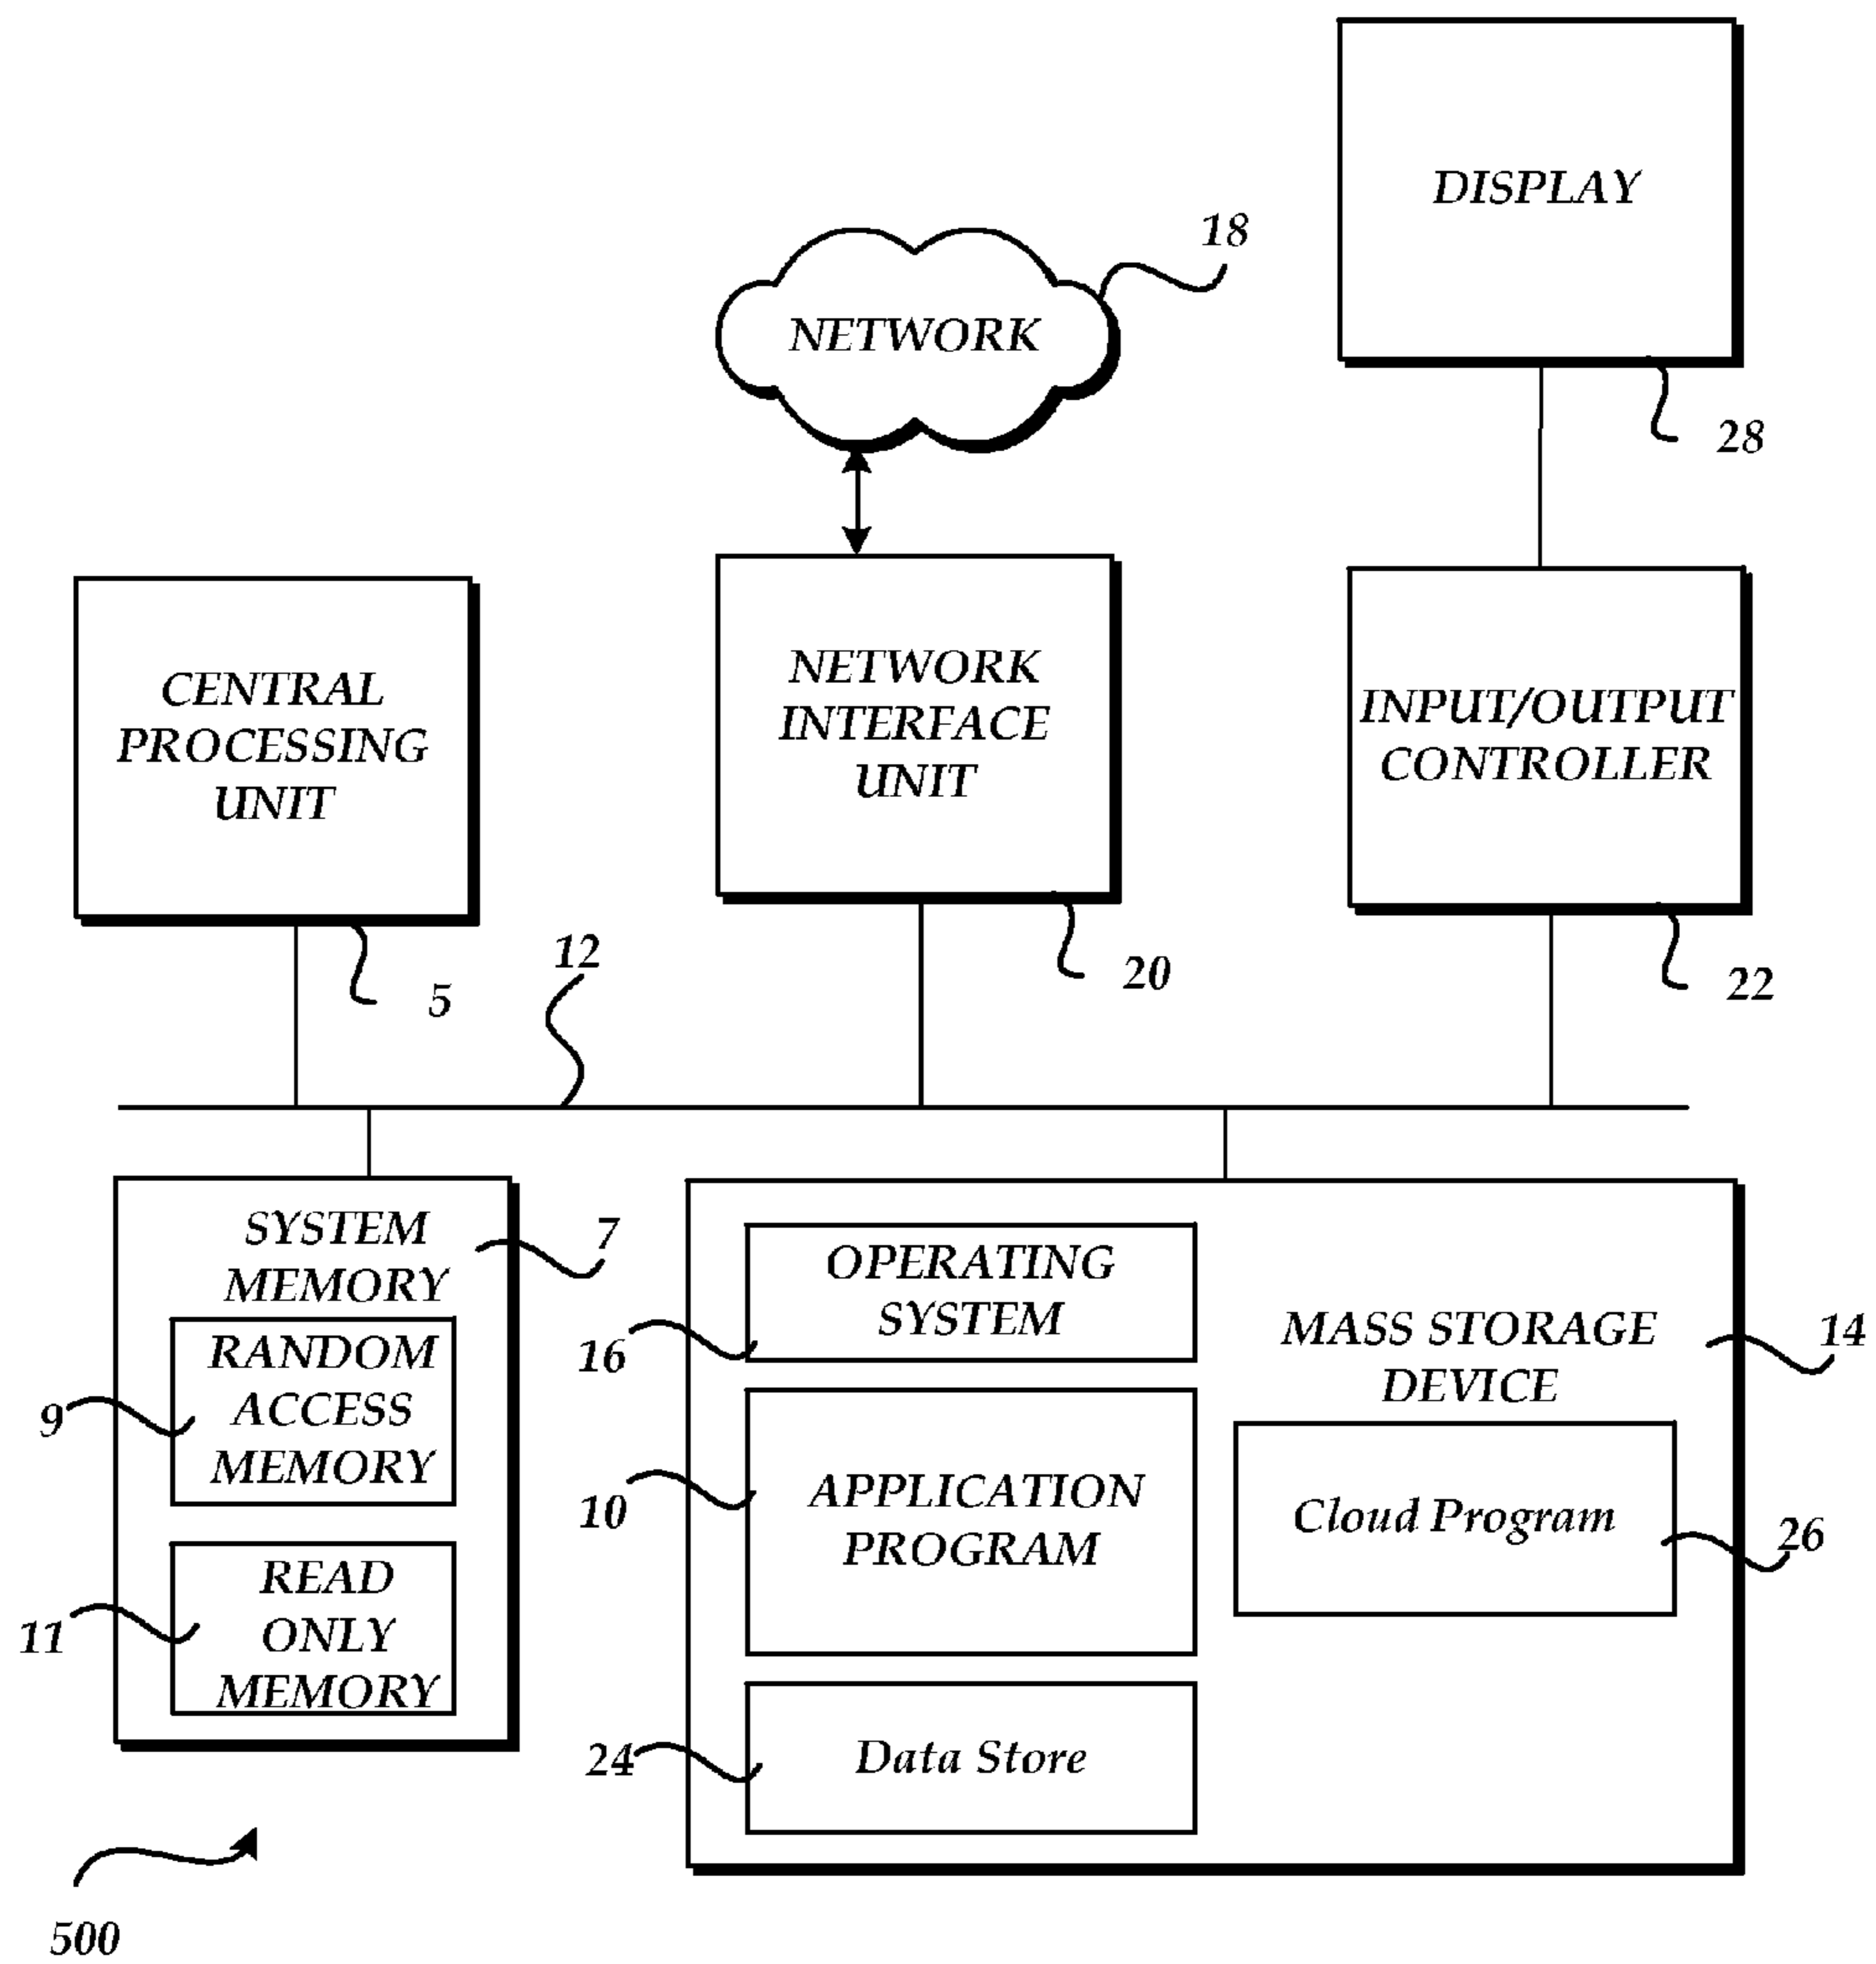 DISPLAY
18
NETWORK
28
CENTRAL
PROCESSING
UNIT
NETWORK
INTERFACE
UNIT
INPUT/OUTPUT
CONTROLLER
12
5
20
22
SYSTEM
MEMORY
7
RANDOM
ACCESS
MEMORY
9
READ
ONLY
MEMORY
11
OPERATING
SYSTEM
16
MASS STORAGE
DEVICE
14
APPLICATION
PROGRAM
10
Cloud Program
26
Data Store
24
500